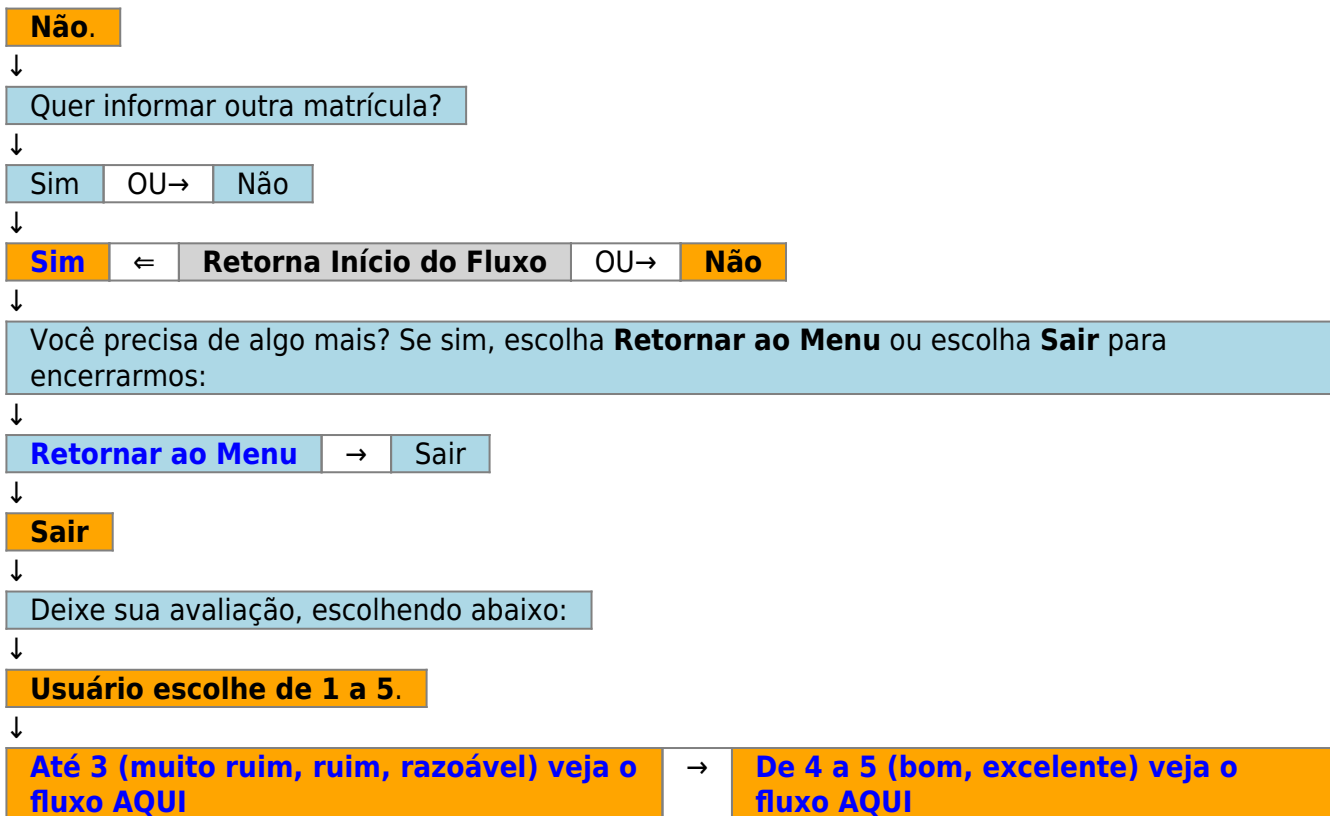 Não.
↓
Quer informar outra matrícula?
↓
Sim OU→ Não
↓
Sim ⇐ Retorna Início do Fluxo OU→ Não
↓
Você precisa de algo mais? Se sim, escolha Retornar ao Menu ou escolha Sair para
encerrarmos:
↓
Retornar ao Menu → Sair
↓
Sair
↓
Deixe sua avaliação, escolhendo abaixo:
↓
Usuário escolhe de 1 a 5.
↓
Até 3 (muito ruim, ruim, razoável) veja o
fluxo AQUI
→
De 4 a 5 (bom, excelente) veja o
fluxo AQUI